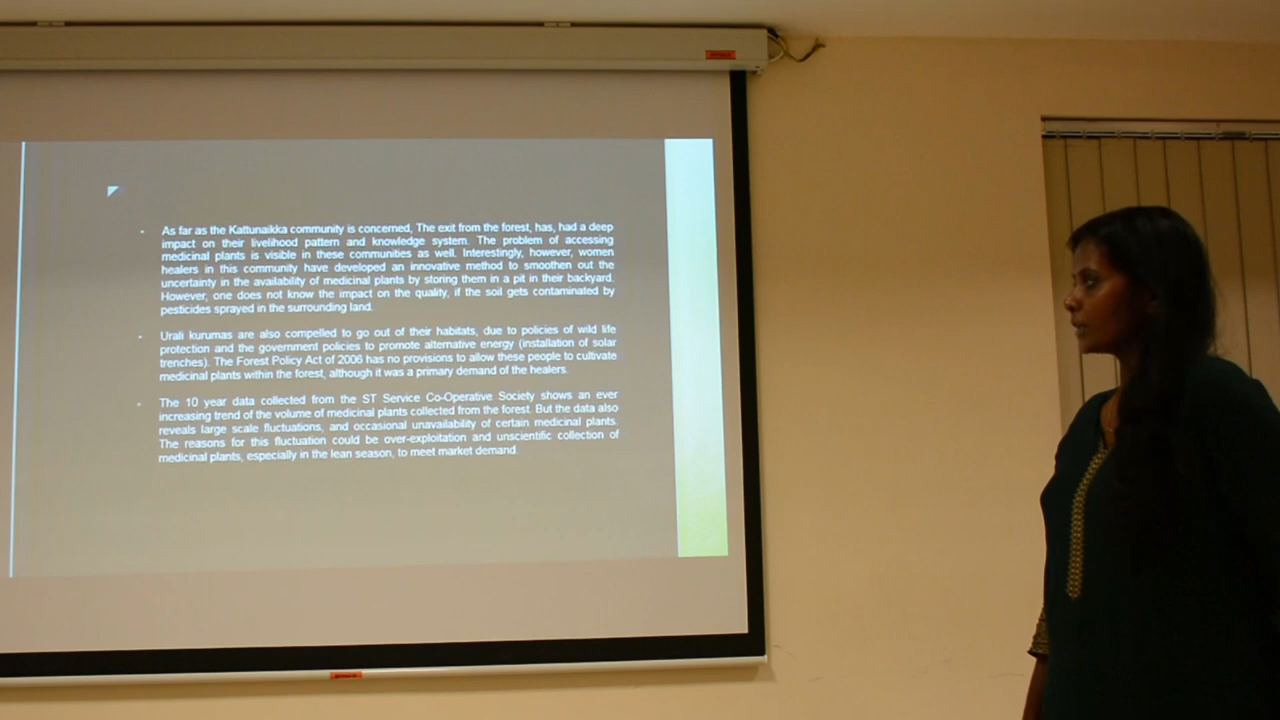 As far as the Kattunaikka community is concerned, The exit from the forest, has, had a deep
impact on their livelihood pattern and knowledge system. The problem of accessing
medicinal plants is visible in these communities as well. Interestingly, however, women
healers in this community have developed an innovative method to smoothen out the
uncertainty in the availability of medicinal plants by storing them in a pit in their backyard.
However, one does not know the impact on the quality, if the soil gets contaminated by
pesticides sprayed in the surrounding land.
Urali kurumas are also compelled to go out of their habitats, due to policies of wild life
protection and the government policies to promote alternative energy (installation of solar
trenches). The Forest Policy Act of 2006 has no provisions to allow these people to cultivate
medicinal plants within the forest, although it was a primary demand of the healers.
The 10 year data collected from the ST Service Co-Operative Society shows an ever
increasing trend of the volume of medicinal plants collected from the forest. But the data also
reveals large scale fluctuations, and occasional unavailability of certain medicinal plants.
The reasons for this fluctuation could be over-exploitation and unscientific collection of
medicinal plants, especially in the lean season, to meet market demand.